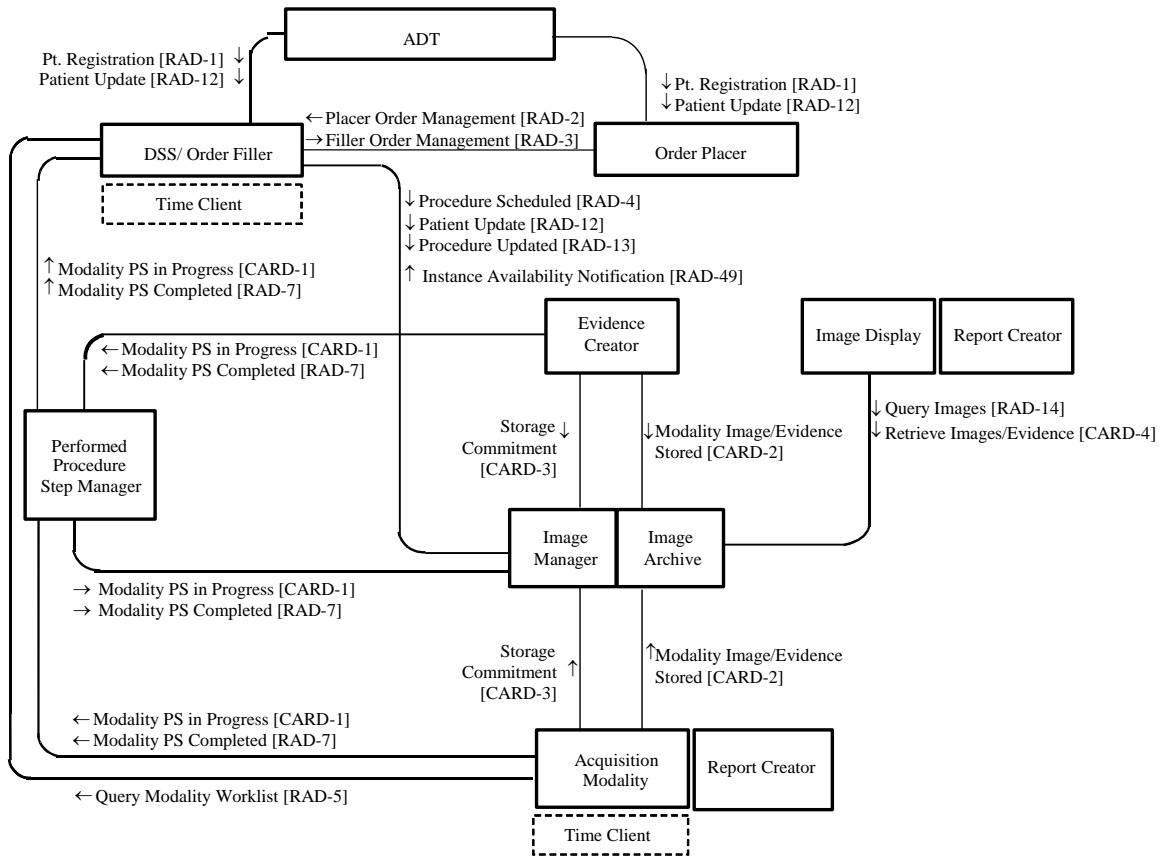 ADT
Pt. Registration [RAD-1] ↓
Patient Update [RAD-12] ↓
↓Pt. Registration [RAD-1]
↓Patient Update [RAD-12]
←Placer Order Management [RAD-2]
→Filler Order Management [RAD-3]
DSS/ Order Filler
Order Placer
Time Client
↓Procedure Scheduled [RAD-4]
↓Patient Update [RAD-12]
↓Procedure Updated [RAD-13]
↑ Instance Availability Notification [RAD-49]
↑Modality PS in Progress [CARD-1]
↑Modality PS Completed [RAD-7]
Evidence
Creator
Image Display
Report Creator
←Modality PS in Progress [CARD-1]
←Modality PS Completed [RAD-7]
↓Query Images [RAD-14]
↓Retrieve Images/Evidence [CARD-4]
Storage
Commitment ↓
[CARD-3]
↓Modality Image/Evidence
Stored [CARD-2]
Performed
Procedure
Step Manager
Image
Manager
Image
Archive
→ Modality PS in Progress [CARD-1]
→ Modality PS Completed [RAD-7]
Storage
Commitment ↑
[CARD-3]
↑Modality Image/Evidence
Stored [CARD-2]
←Modality PS in Progress [CARD-1]
←Modality PS Completed [RAD-7]
Acquisition
Modality
Report Creator
←Query Modality Worklist [RAD-5]
Time Client